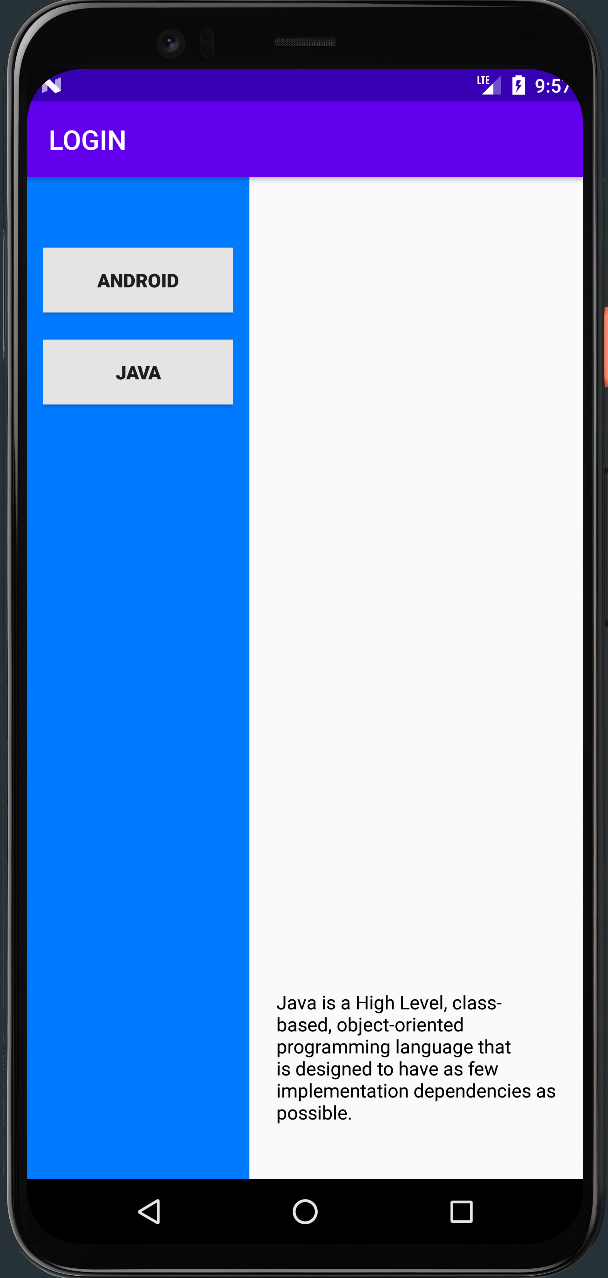 LTE 9:57
LOGIN
ANDROID
JAVA
Java is a High Level, class-
based, object-oriented
programming language that
is designed to have as few
implementation dependencies as
possible.